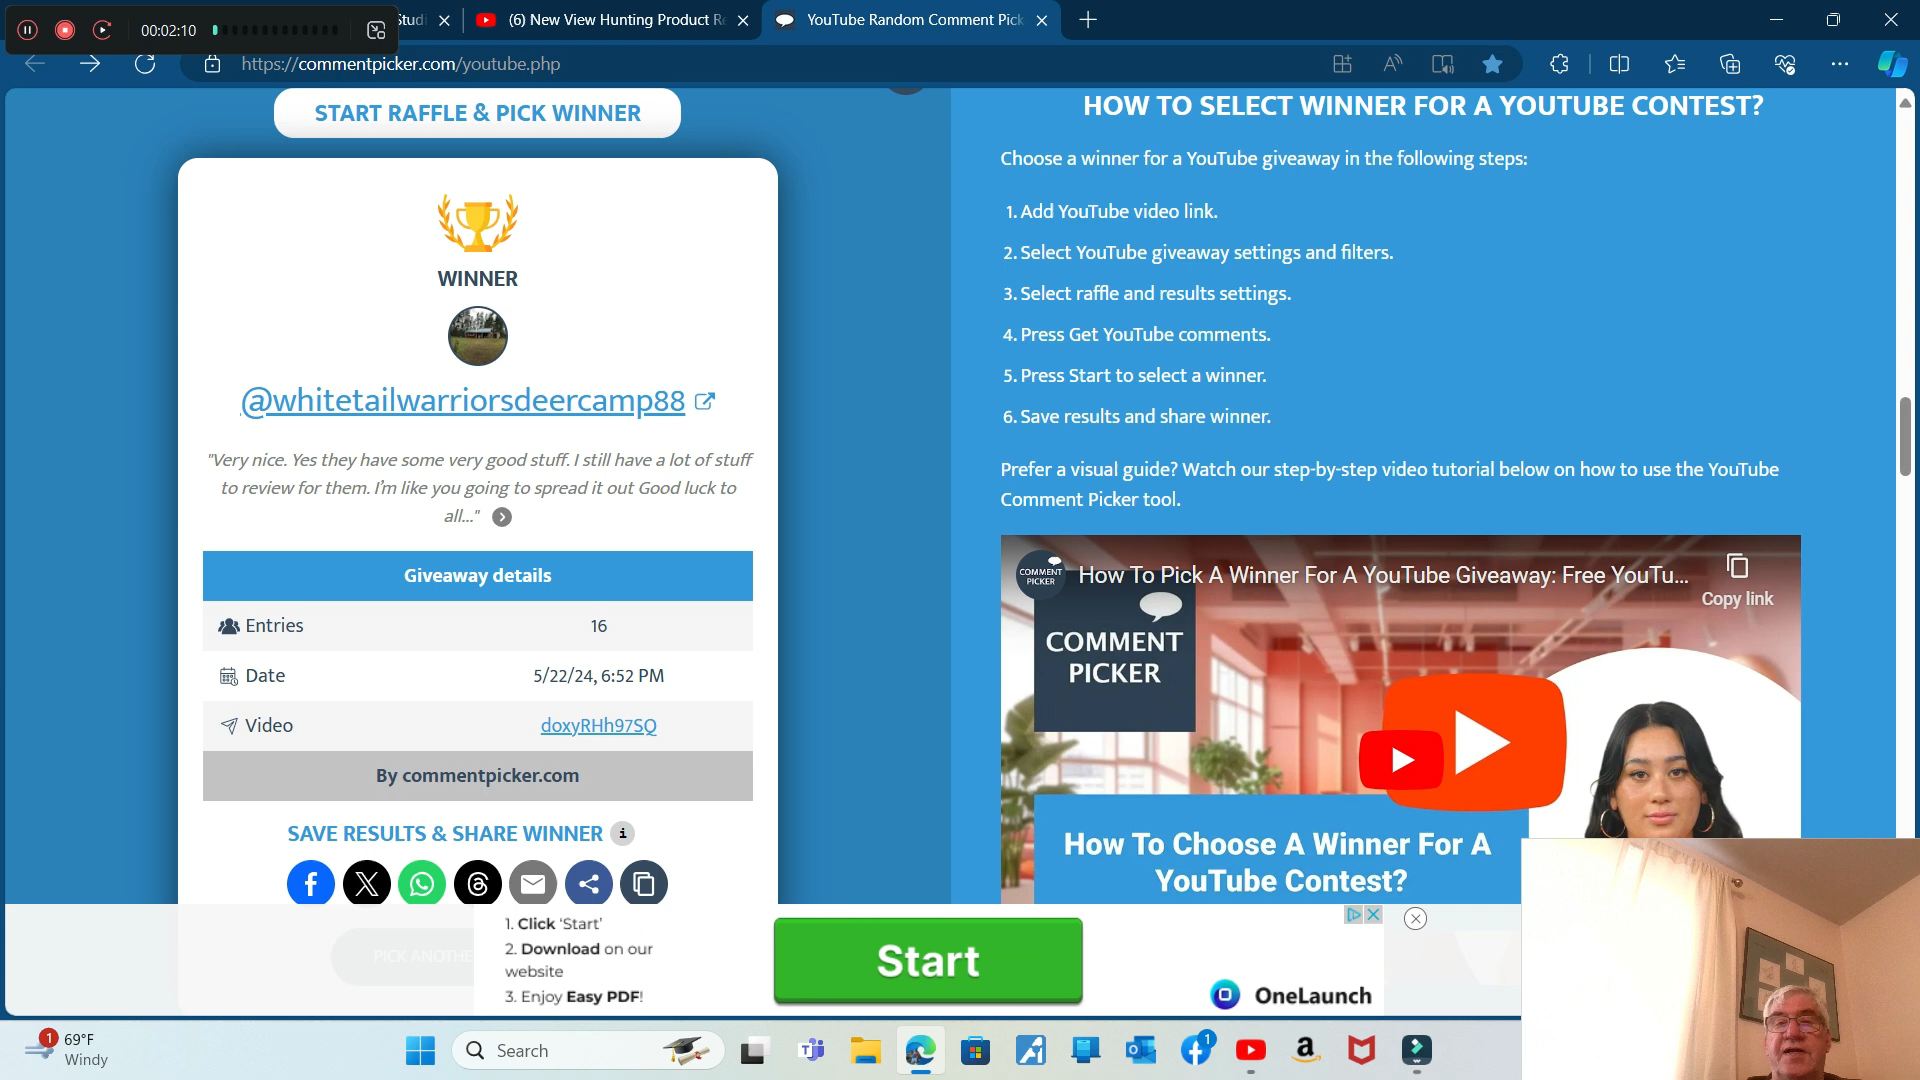 00:02:10
(6) New View Hunting Product R
YouTube Random Comment Pick
https://commentpicker.com/youtube.php
START RAFFLE & PICK WINNER
WINNER
@whitetailwarriorsdeercamp88
"Very nice. Yes they have some very good stuff. I still have a lot of stuff
to review for them. I'm like you going to spread it out Good luck to
all..."
Giveaway details
Entries 16
Date 5/22/24, 6:52 PM
Video doxyRHh97SQ
By commentpicker.com
SAVE RESULTS & SHARE WINNER i
PICK ANOTHE
HOW TO SELECT WINNER FOR A YOUTUBE CONTEST?
Choose a winner for a YouTube giveaway in the following steps:
1. Add YouTube video link.
2. Select YouTube giveaway settings and filters.
3. Select raffle and results settings.
4. Press Get YouTube comments.
5. Press Start to select a winner.
6. Save results and share winner.
Prefer a visual guide? Watch our step-by-step video tutorial below on how to use the YouTube
Comment Picker tool.
COMMENT
PICKER
How To Pick A Winner For A YouTube Giveaway: Free YouTu...
Copy link
COMMENT
PICKER
How To Choose A Winner For A
YouTube Contest?
1. Click 'Start'
2. Download on our
website
3. Enjoy Easy PDF!
Start
OneLaunch
1
69°F
Windy
Search
1